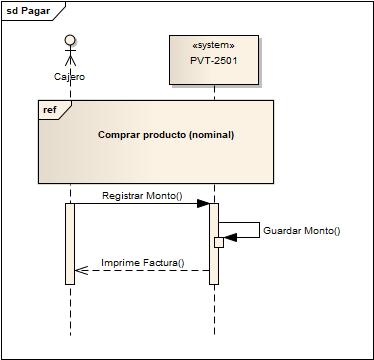 sd Pagar
Cajero
«system»
PVT-2501
ref
Comprar producto (nominal)
Registrar Monto()
Guardar Monto()
Imprime Factura()